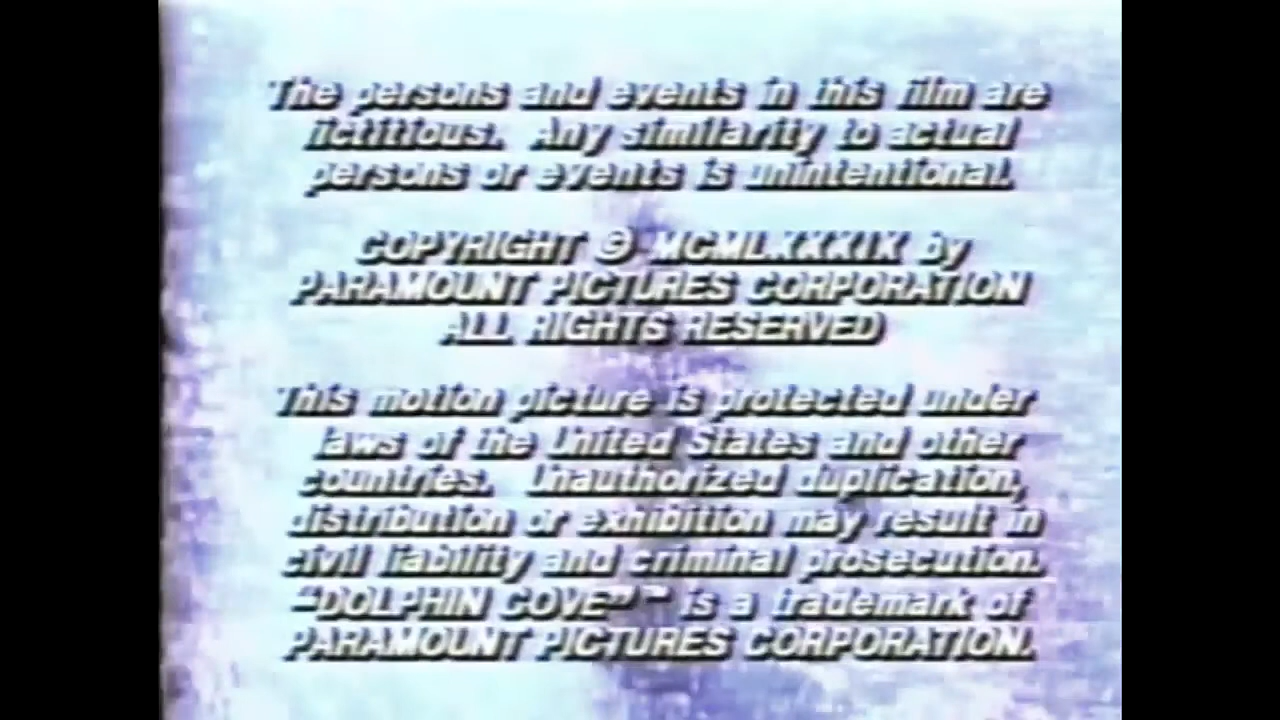 The persons and events in this film are
fictitious. Any similarity to actual
persons or events is unintentional.
COPYRIGHT © MCMLXXXIX by
PARAMOUNT PICTURES CORPORATION
ALL RIGHTS RESERVED
This motion picture is protected under
laws of the United States and other
countries. Unauthorized duplication,
distribution or exhibition may result in
civil liability and criminal prosecution.
“DOLPHIN COVE”™ is a trademark of
PARAMOUNT PICTURES CORPORATION.